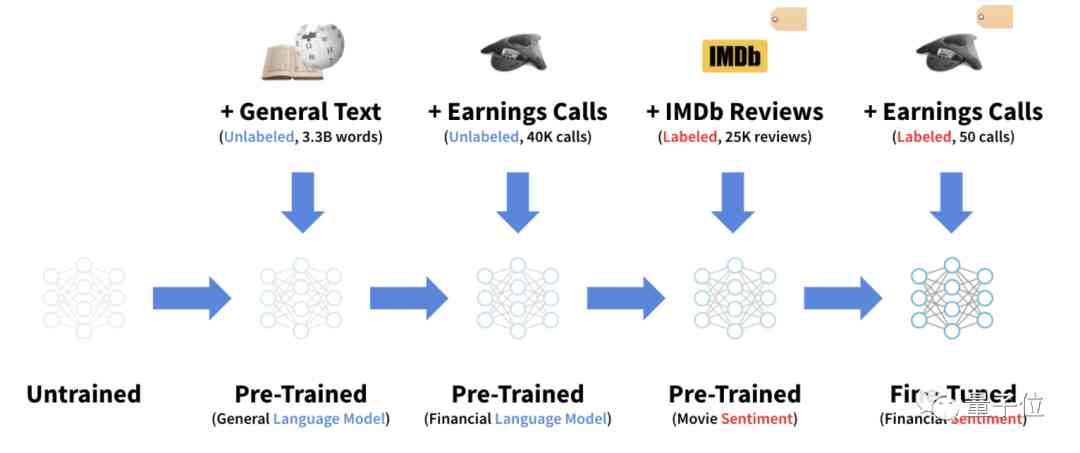 IMDb
+ General Text
(Unlabeled, 3.3B words)
+ Earnings Calls
(Unlabeled, 40K calls)
+ IMDb Reviews
(Labeled, 25K reviews)
+ Earnings Calls
(Labeled, 50 calls)
Untrained
Pre-Trained
(General Language Model)
Pre-Trained
(Financial Language Model)
Pre-Trained
(Movie Sentiment)
Fine-Tuned
(Financial Sentiment)
量子位